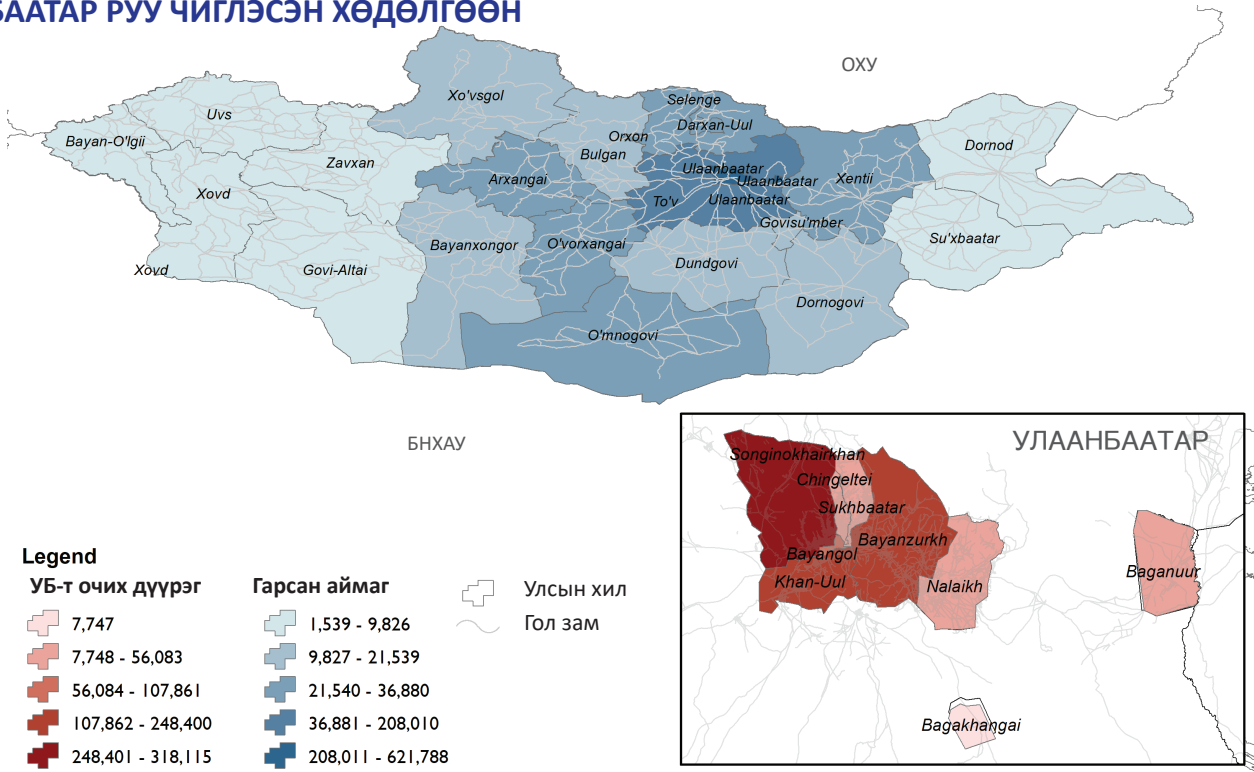 БААТАР РУУ ЧИГЛЭСЭН ХӨДӨЛГӨӨН
ОХУ
Xo'vsgol
Selenge
Uvs
Darxan-Uul
Orxon
Bayan-O'lgii
Dornod
Bulgan
Zavxan
Ulaanbaatar
Arxangai
Ulaanbaatar
Xentii
Xovd
To'v
Ulaanbaatar
Govisu'mber
Bayanxongor
O'vorxangai
Su'xbaatar
Dundgovi
Xovd
Govi-Altai
Dornogovi
O'mnogovi
БНХАУ
УЛААНБААТАР
Songinokhairkhan
Chingeltei
Sukhbaatar
Bayanzurkh
Bayangol
Khan-Uul
Nalaikh
Baganuur
Bagakhangai
Legend
УБ-т очих дүүрэг
7,747
7,748 - 56,083
56,084 - 107,861
107,862 - 248,400
248,401 - 318,115
Гарсан аймаг
1,539 - 9,826
9,827 - 21,539
21,540 - 36,880
36,881 - 208,010
208,011 - 621,788
Улсын хил
Гол зам